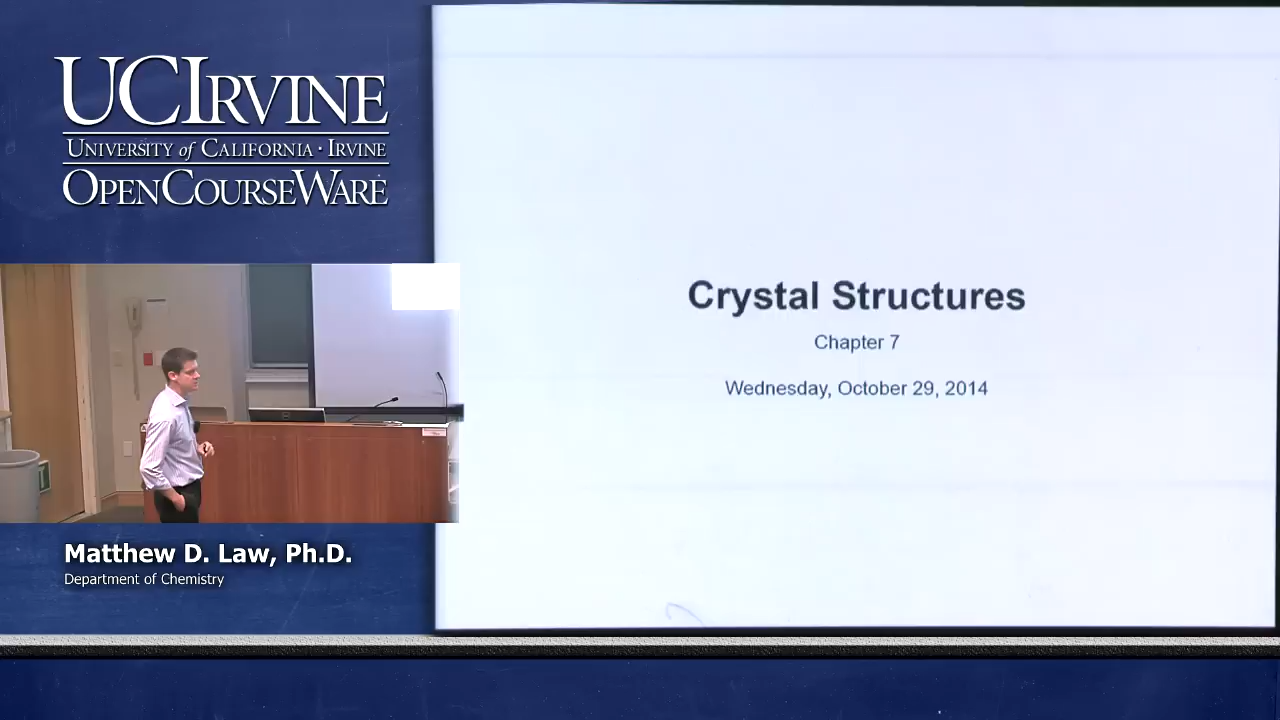 UCIRVINE
UNIVERSITY of CALIFORNIA · IRVINE
OPENCOURSEWARE
Crystal Structures
Chapter 7
Wednesday, October 29, 2014
Matthew D. Law, Ph.D.
Department of Chemistry